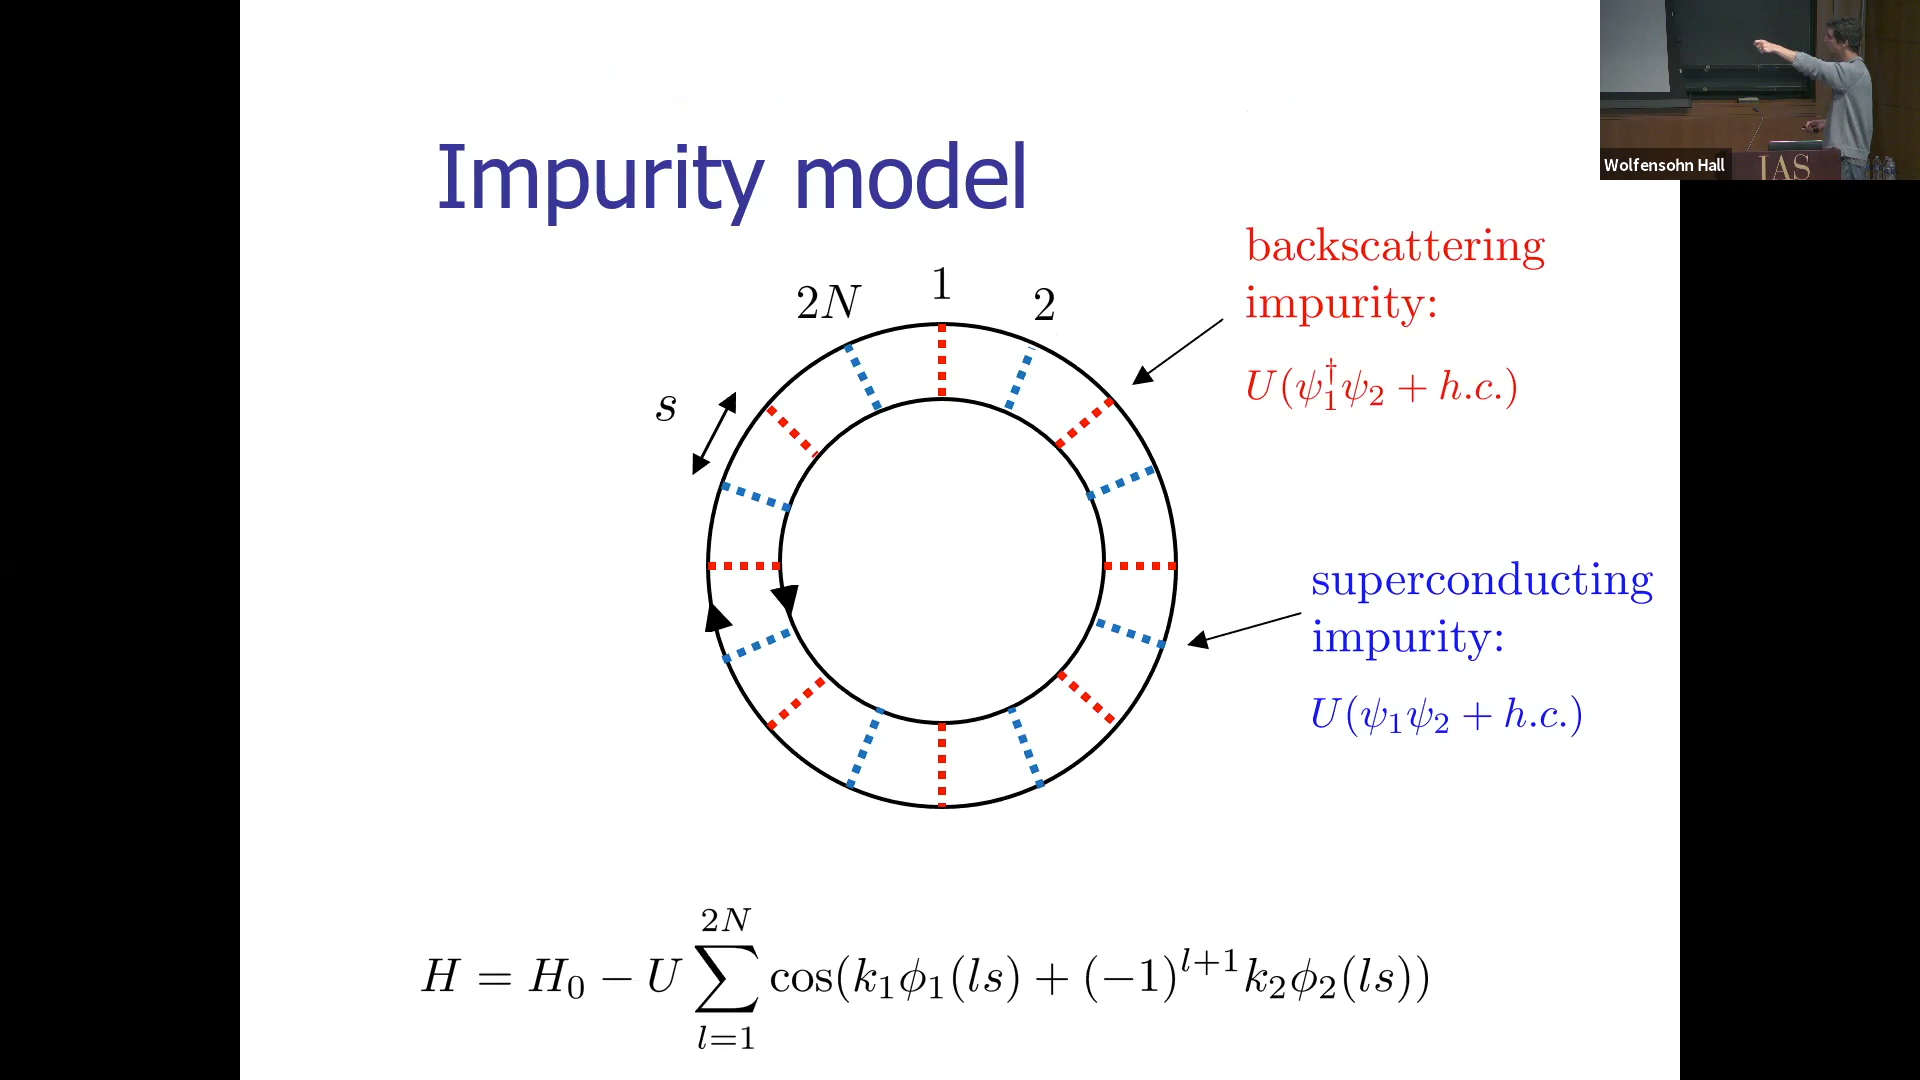 Impurity model
2N 1 2
s
backscattering
impurity:
U(ψ₁†ψ₂ + h.c.)
superconducting
impurity:
U(ψ₁ψ₂ + h.c.)
H = H₀ − U ∑_{l=1}^{2N} cos(k₁ϕ₁(ls) + (−1)^{l+1}k₂ϕ₂(ls))
Wolfensohn Hall
IAS